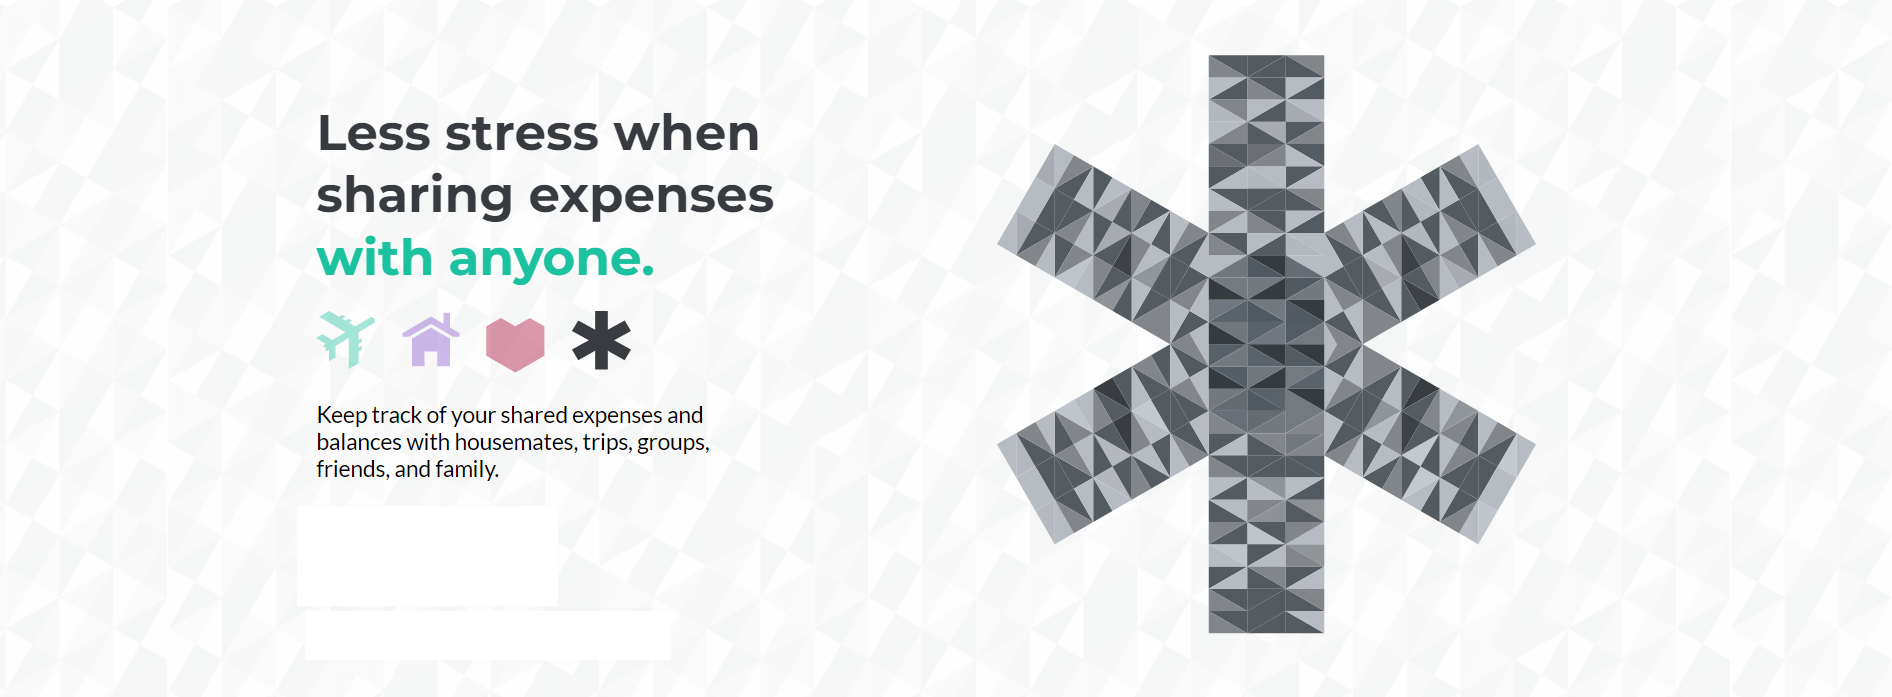 Less stress when
sharing expenses
with anyone.
Keep track of your shared expenses and
balances with housemates, trips, groups,
friends, and family.